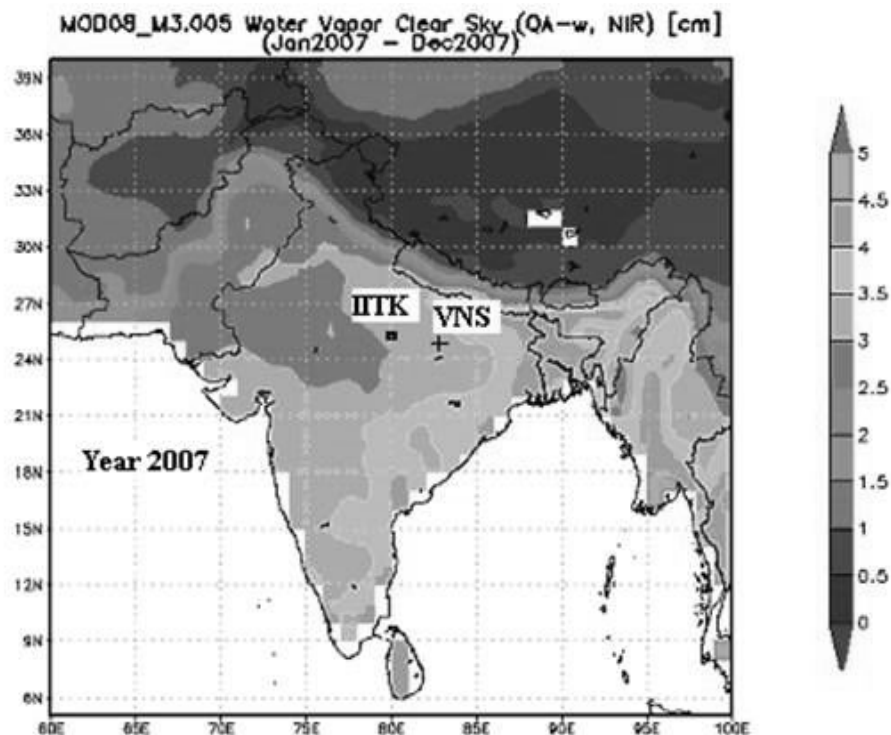 MOD08_M3.005 Water Vapor Clear Sky (QA-w, NIR) [cm]
(Jan2007 – Dec2007)
39N
36N
33N
30N
27N
24N
21N
18N
15N
12N
9N
6N
IITK
VNS
Year 2007
60E 65E 70E 75E 80E 85E 90E 95E 100E
5
4.5
4
3.5
3
2.5
2
1.5
1
0.5
0